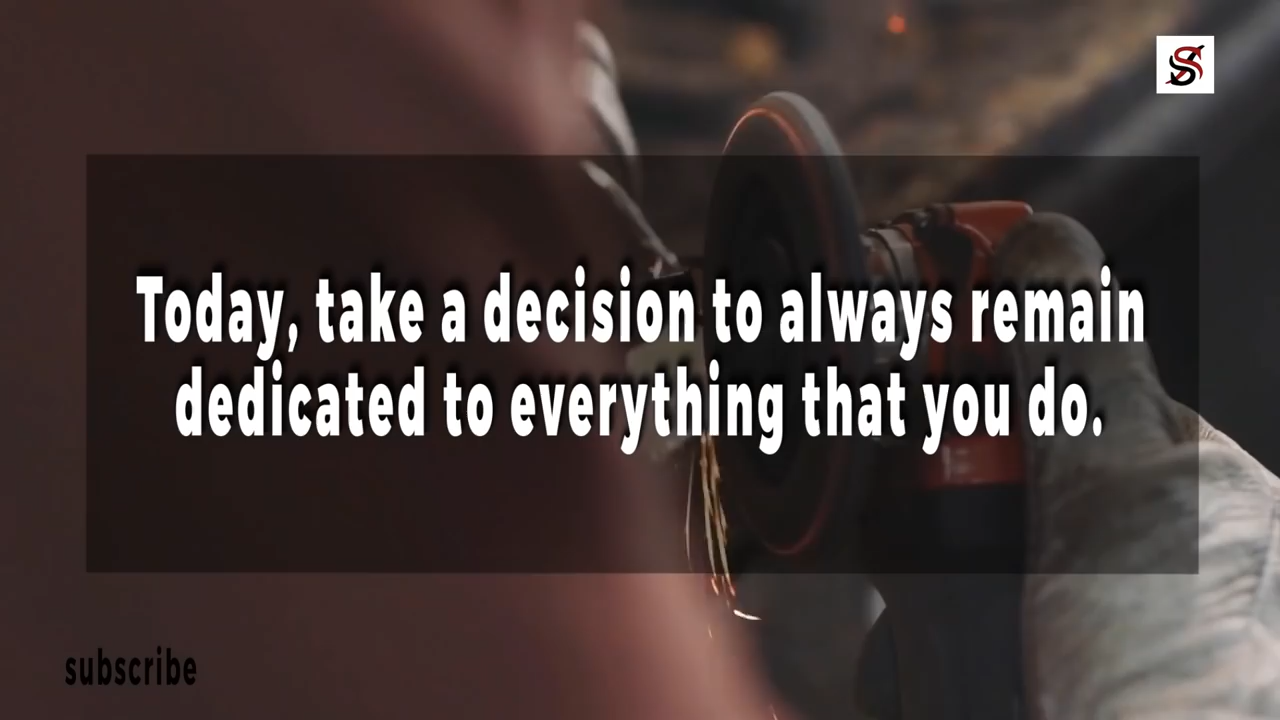 Today, take a decision to always remain
dedicated to everything that you do.
subscribe